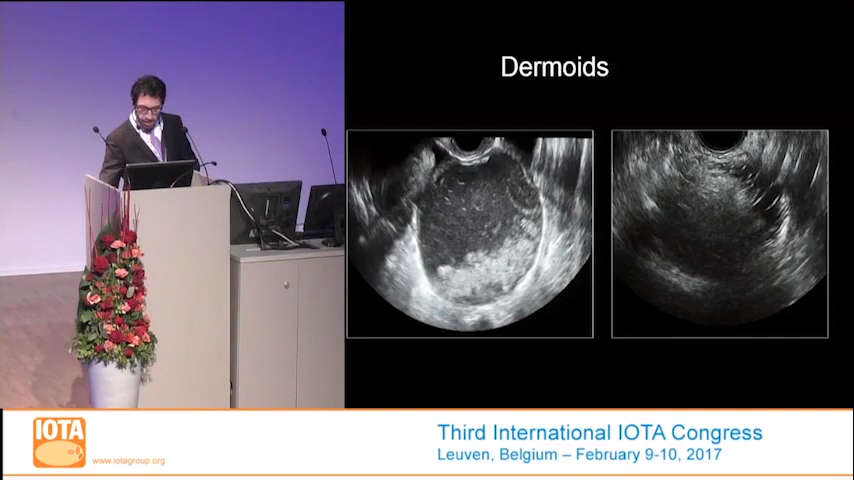 Dermoids
IOTA
www.iotagroup.org
Third International IOTA Congress
Leuven, Belgium – February 9-10, 2017